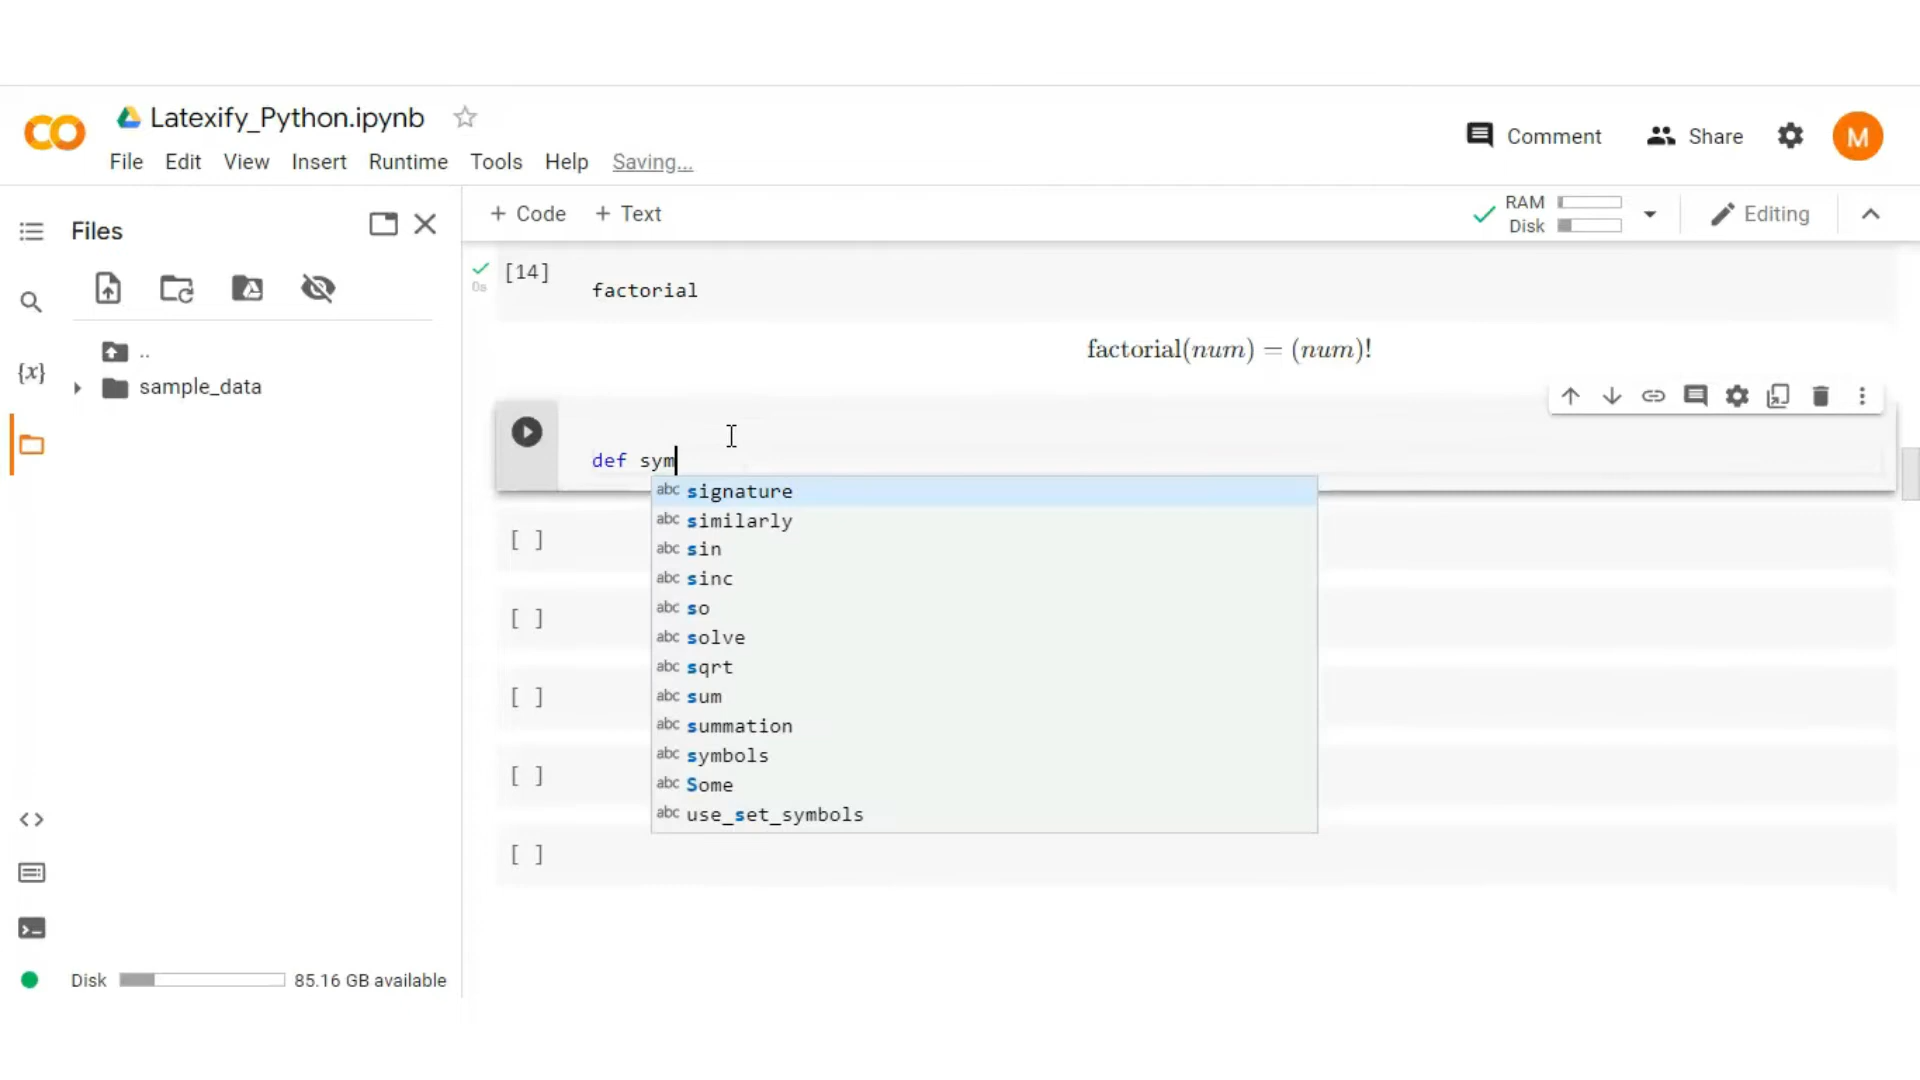 Latexify_Python.ipynb
File Edit View Insert Runtime Tools Help Saving...
Comment Share M
Files
+ Code + Text
RAM
Disk
Editing
..
sample_data
{x}
[14]
0s
factorial
factorial(num) = (num)!
def sym
abc signature
abc similarly
abc sin
abc sinc
abc so
abc solve
abc sqrt
abc sum
abc summation
abc symbols
abc Some
abc use_set_symbols
[ ]
[ ]
[ ]
[ ]
[ ]
Disk 85.16 GB available